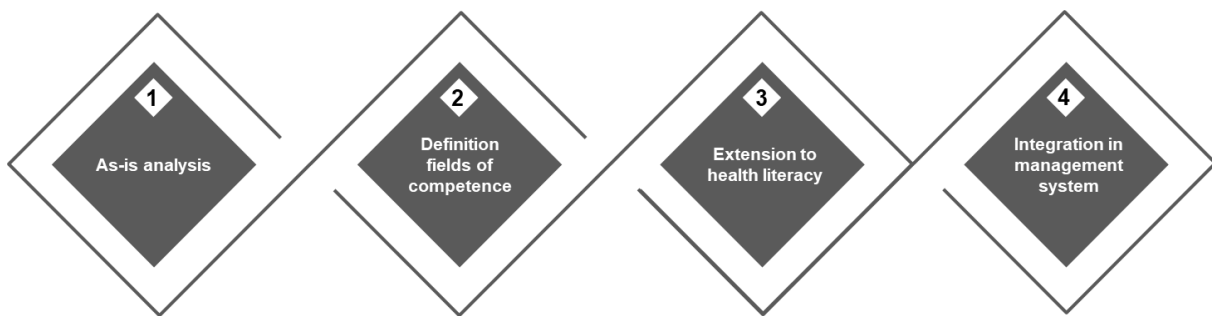 1
As-is analysis
2
Definition
fields of
competence
3
Extension to
health literacy
4
Integration in
management
system